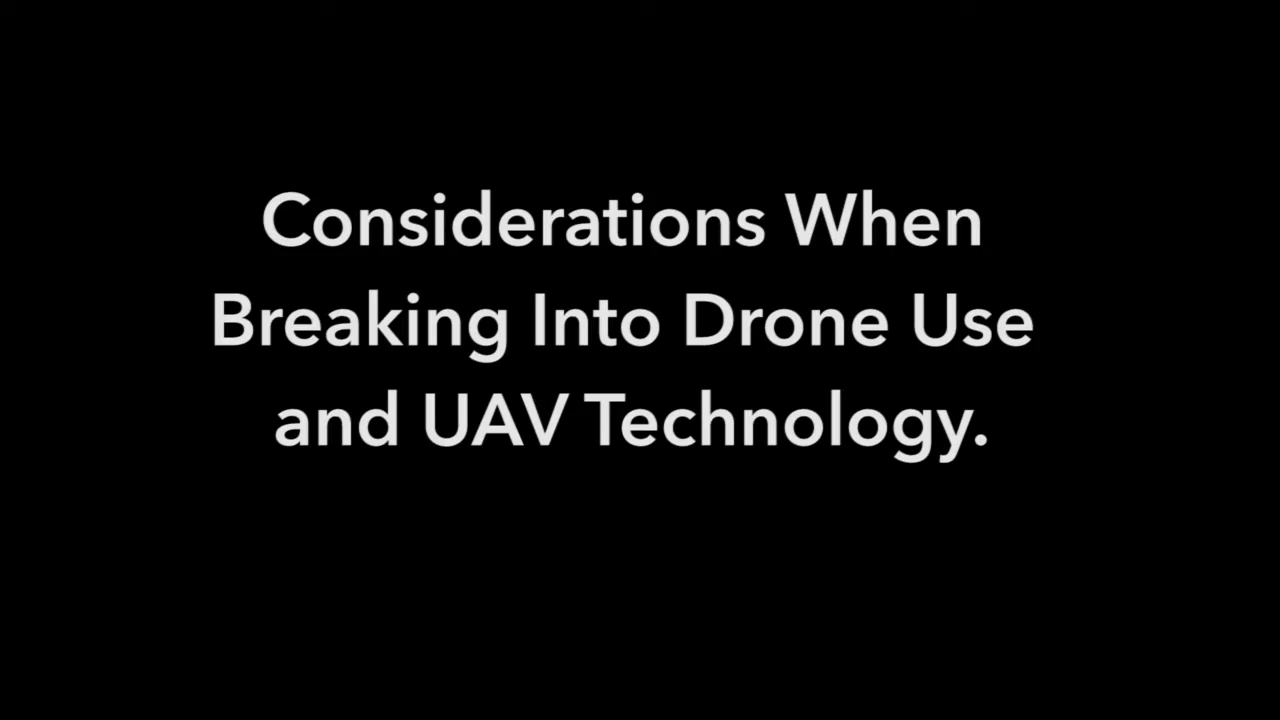 Considerations When
Breaking Into Drone Use
and UAV Technology.